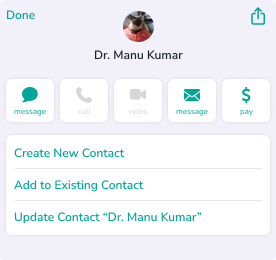 Done
Dr. Manu Kumar
message
call
video
message
pay
Create New Contact
Add to Existing Contact
Update Contact “Dr. Manu Kumar”